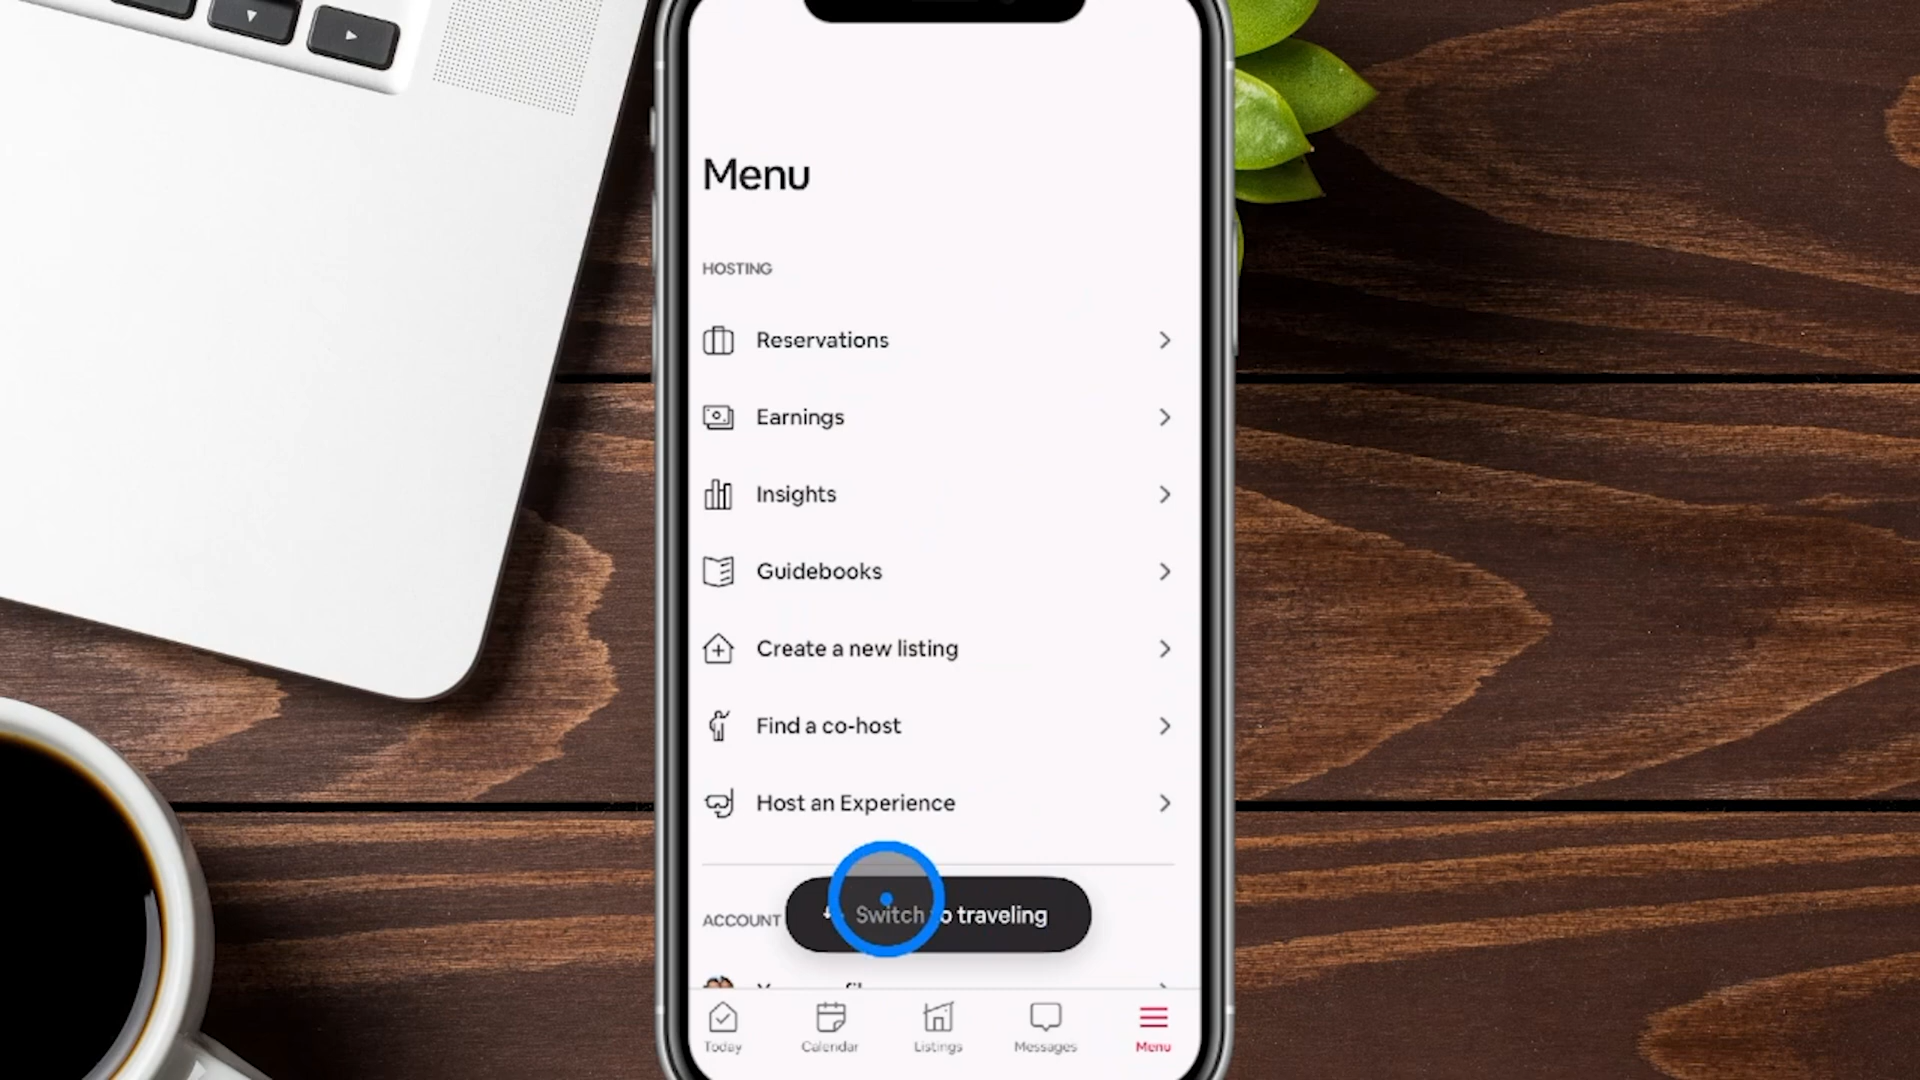 Menu
HOSTING
Reservations
Earnings
Insights
Guidebooks
Create a new listing
Find a co-host
Host an Experience
ACCOUNT
Switch to traveling
Today
Calendar
Listings
Messages
Menu